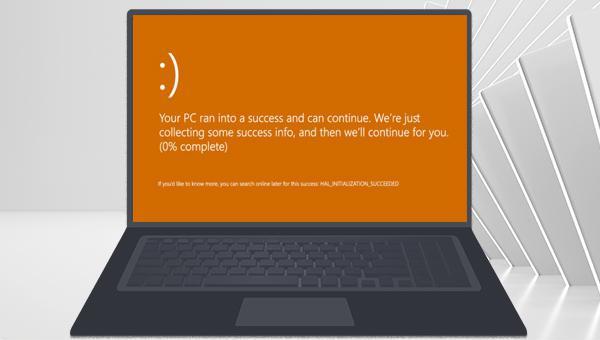 :)
Your PC ran into a success and can continue. We're just
collecting some success info, and then we'll continue for you.
(0% complete)
If you'd like to know more, you can search online later for this success: HAL_INITIALIZATION_SUCCEEDED